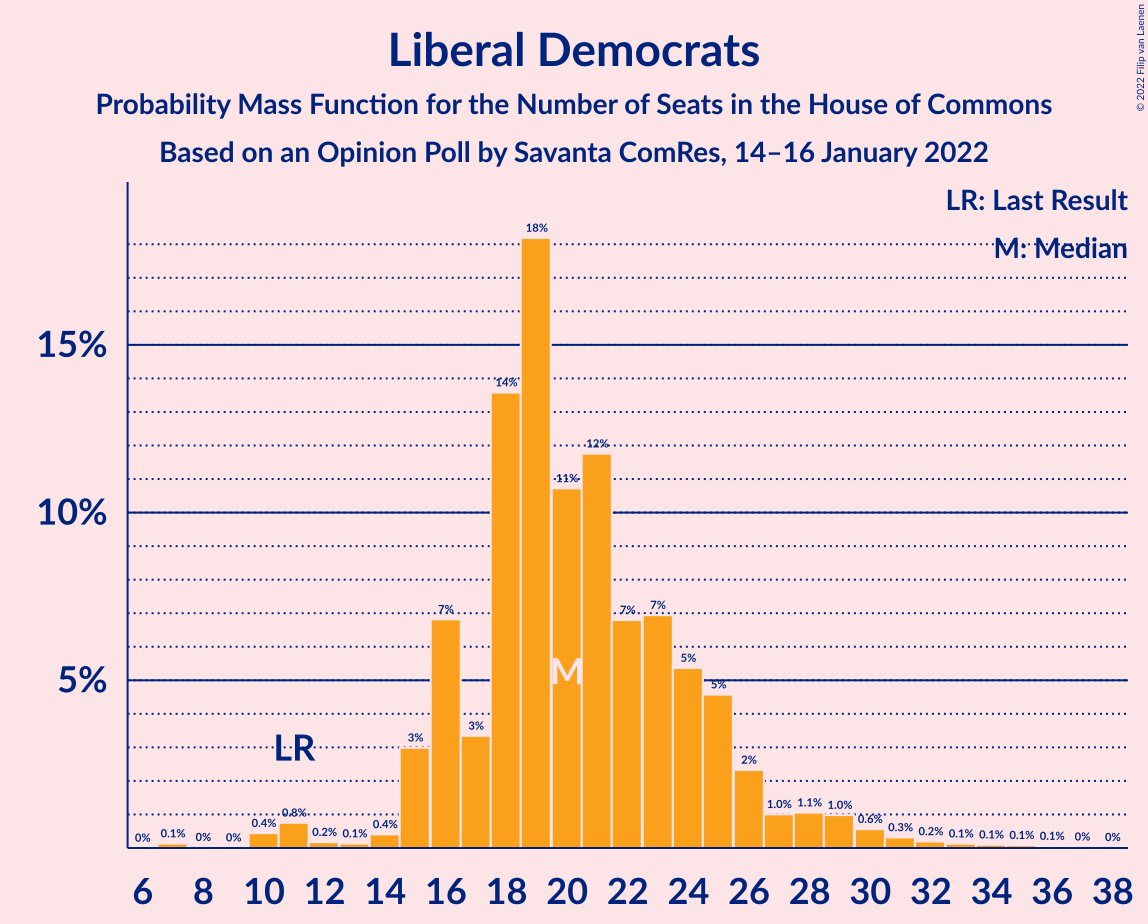 Liberal Democrats
Probability Mass Function for the Number of Seats in the House of Commons
Based on an Opinion Poll by Savanta ComRes, 14–16 January 2022
© 2022 Filip van Laenen
LR: Last Result
M: Median
15%
10%
5%
0% 0.1% 0% 0% 0.4% 0.8% 0.2% 0.1% 0.4% 3% 7% 3% 14% 18% 11% 12% 7% 7% 5% 5% 2% 1.0% 1.1% 1.0% 0.6% 0.3% 0.2% 0.1% 0.1% 0.1% 0.1% 0% 0%
LR
M
6 8 10 12 14 16 18 20 22 24 26 28 30 32 34 36 38